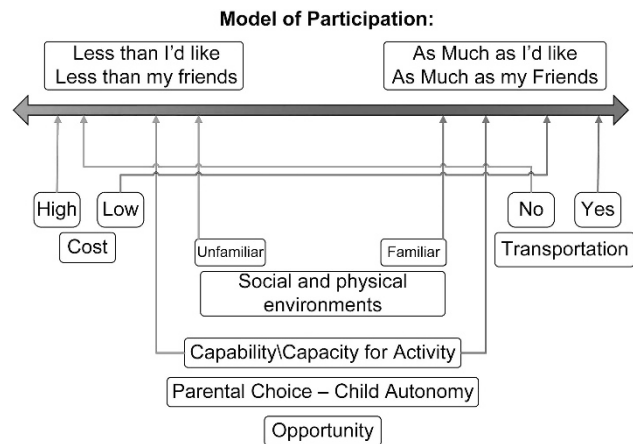 Model of Participation:
Less than I'd like
Less than my friends
As Much as I'd like
As Much as my Friends
High
Low
No
Yes
Cost
Unfamiliar
Familiar
Transportation
Social and physical
environments
Capability\Capacity for Activity
Parental Choice – Child Autonomy
Opportunity